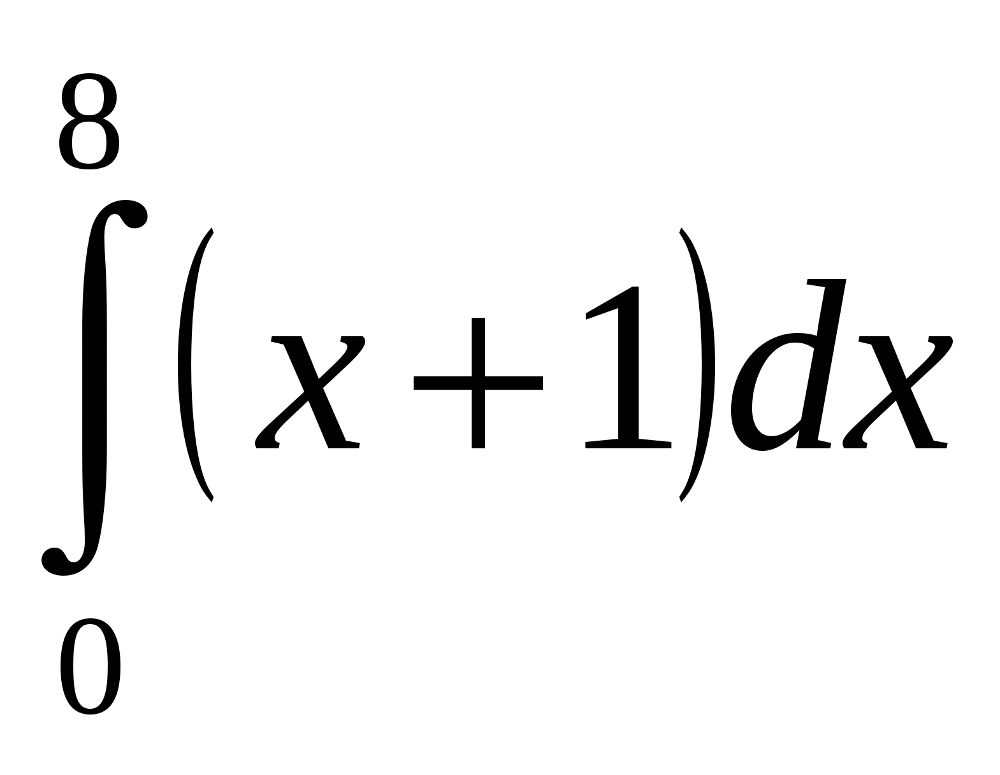 8
∫ (x+1)dx
0